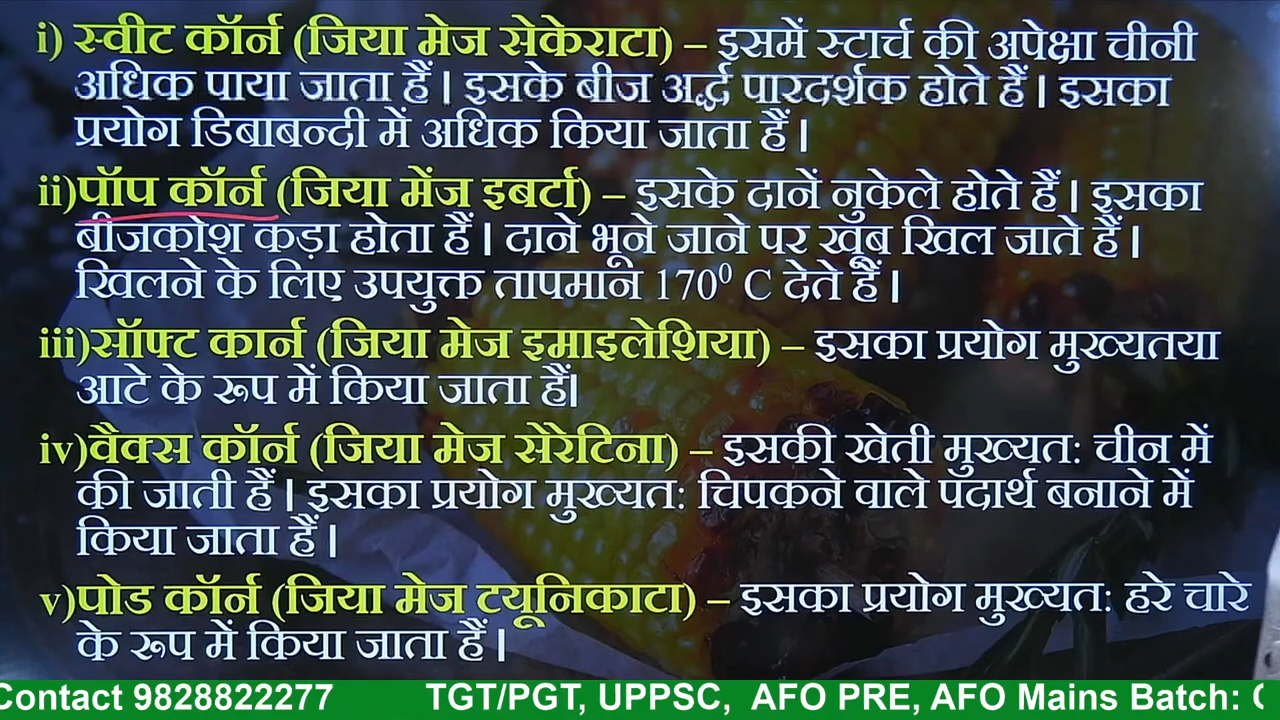 i) स्वीट कॉर्न (जिया मेज सेकेराटा) – इसमें स्टार्च की अपेक्षा चीनी
अधिक पाया जाता हैं। इसके बीज अर्द्ध पारदर्शक होते हैं। इसका
प्रयोग डिबाबन्दी में अधिक किया जाता हैं।
ii)पॉप कॉर्न (जिया मेंज इबर्टा) – इसके दानें नुकेले होते हैं। इसका
बीजकोश कड़ा होता हैं। दाने भूने जाने पर खूब खिल जाते हैं।
खिलने के लिए उपयुक्त तापमान 170⁰ C देते हैं।
iii)सॉफ्ट कार्न (जिया मेज इमाइलेशिया) – इसका प्रयोग मुख्यतया
आटे के रूप में किया जाता हैं।
iv)वैक्स कॉर्न (जिया मेज सेरेटिना) – इसकी खेती मुख्यतः चीन में
की जाती हैं। इसका प्रयोग मुख्यतः चिपकने वाले पदार्थ बनाने में
किया जाता हैं।
v)पोड कॉर्न (जिया मेज टयूनिकाटा) – इसका प्रयोग मुख्यतः हरे चारे
के रूप में किया जाता हैं।
Contact 9828822277 TGT/PGT, UPPSC, AFO PRE, AFO Mains Batch: